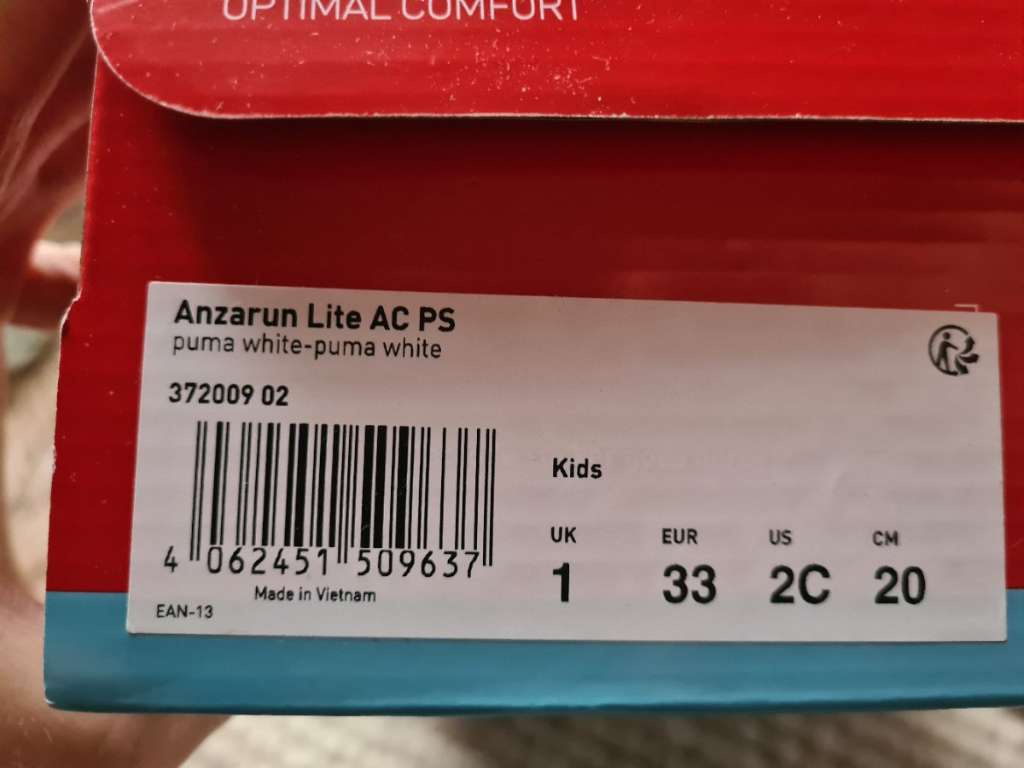 OPTIMAL COMFORT
Anzarun Lite AC PS
puma white-puma white
372009 02
4 062451 509637
Made in Vietnam
EAN-13
Kids
UK EUR US CM
1 33 2C 20